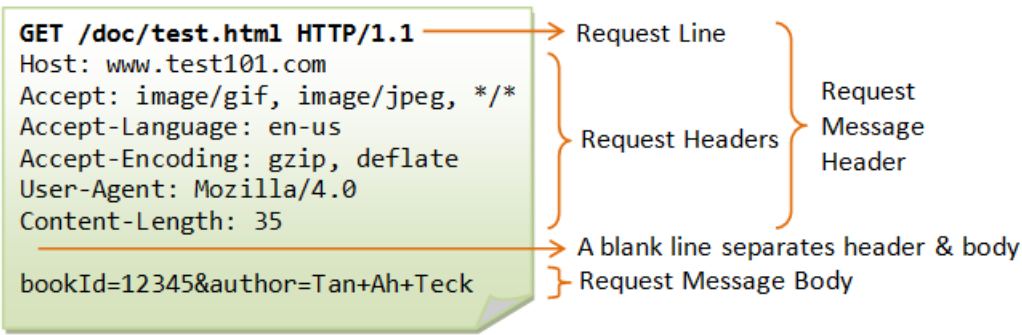 GET /doc/test.html HTTP/1.1
Host: www.test101.com
Accept: image/gif, image/jpeg, */*
Accept-Language: en-us
Accept-Encoding: gzip, deflate
User-Agent: Mozilla/4.0
Content-Length: 35
bookId=12345&author=Tan+Ah+Teck
Request Line
Request Headers
A blank line separates header & body
Request Message Body
Request
Message
Header